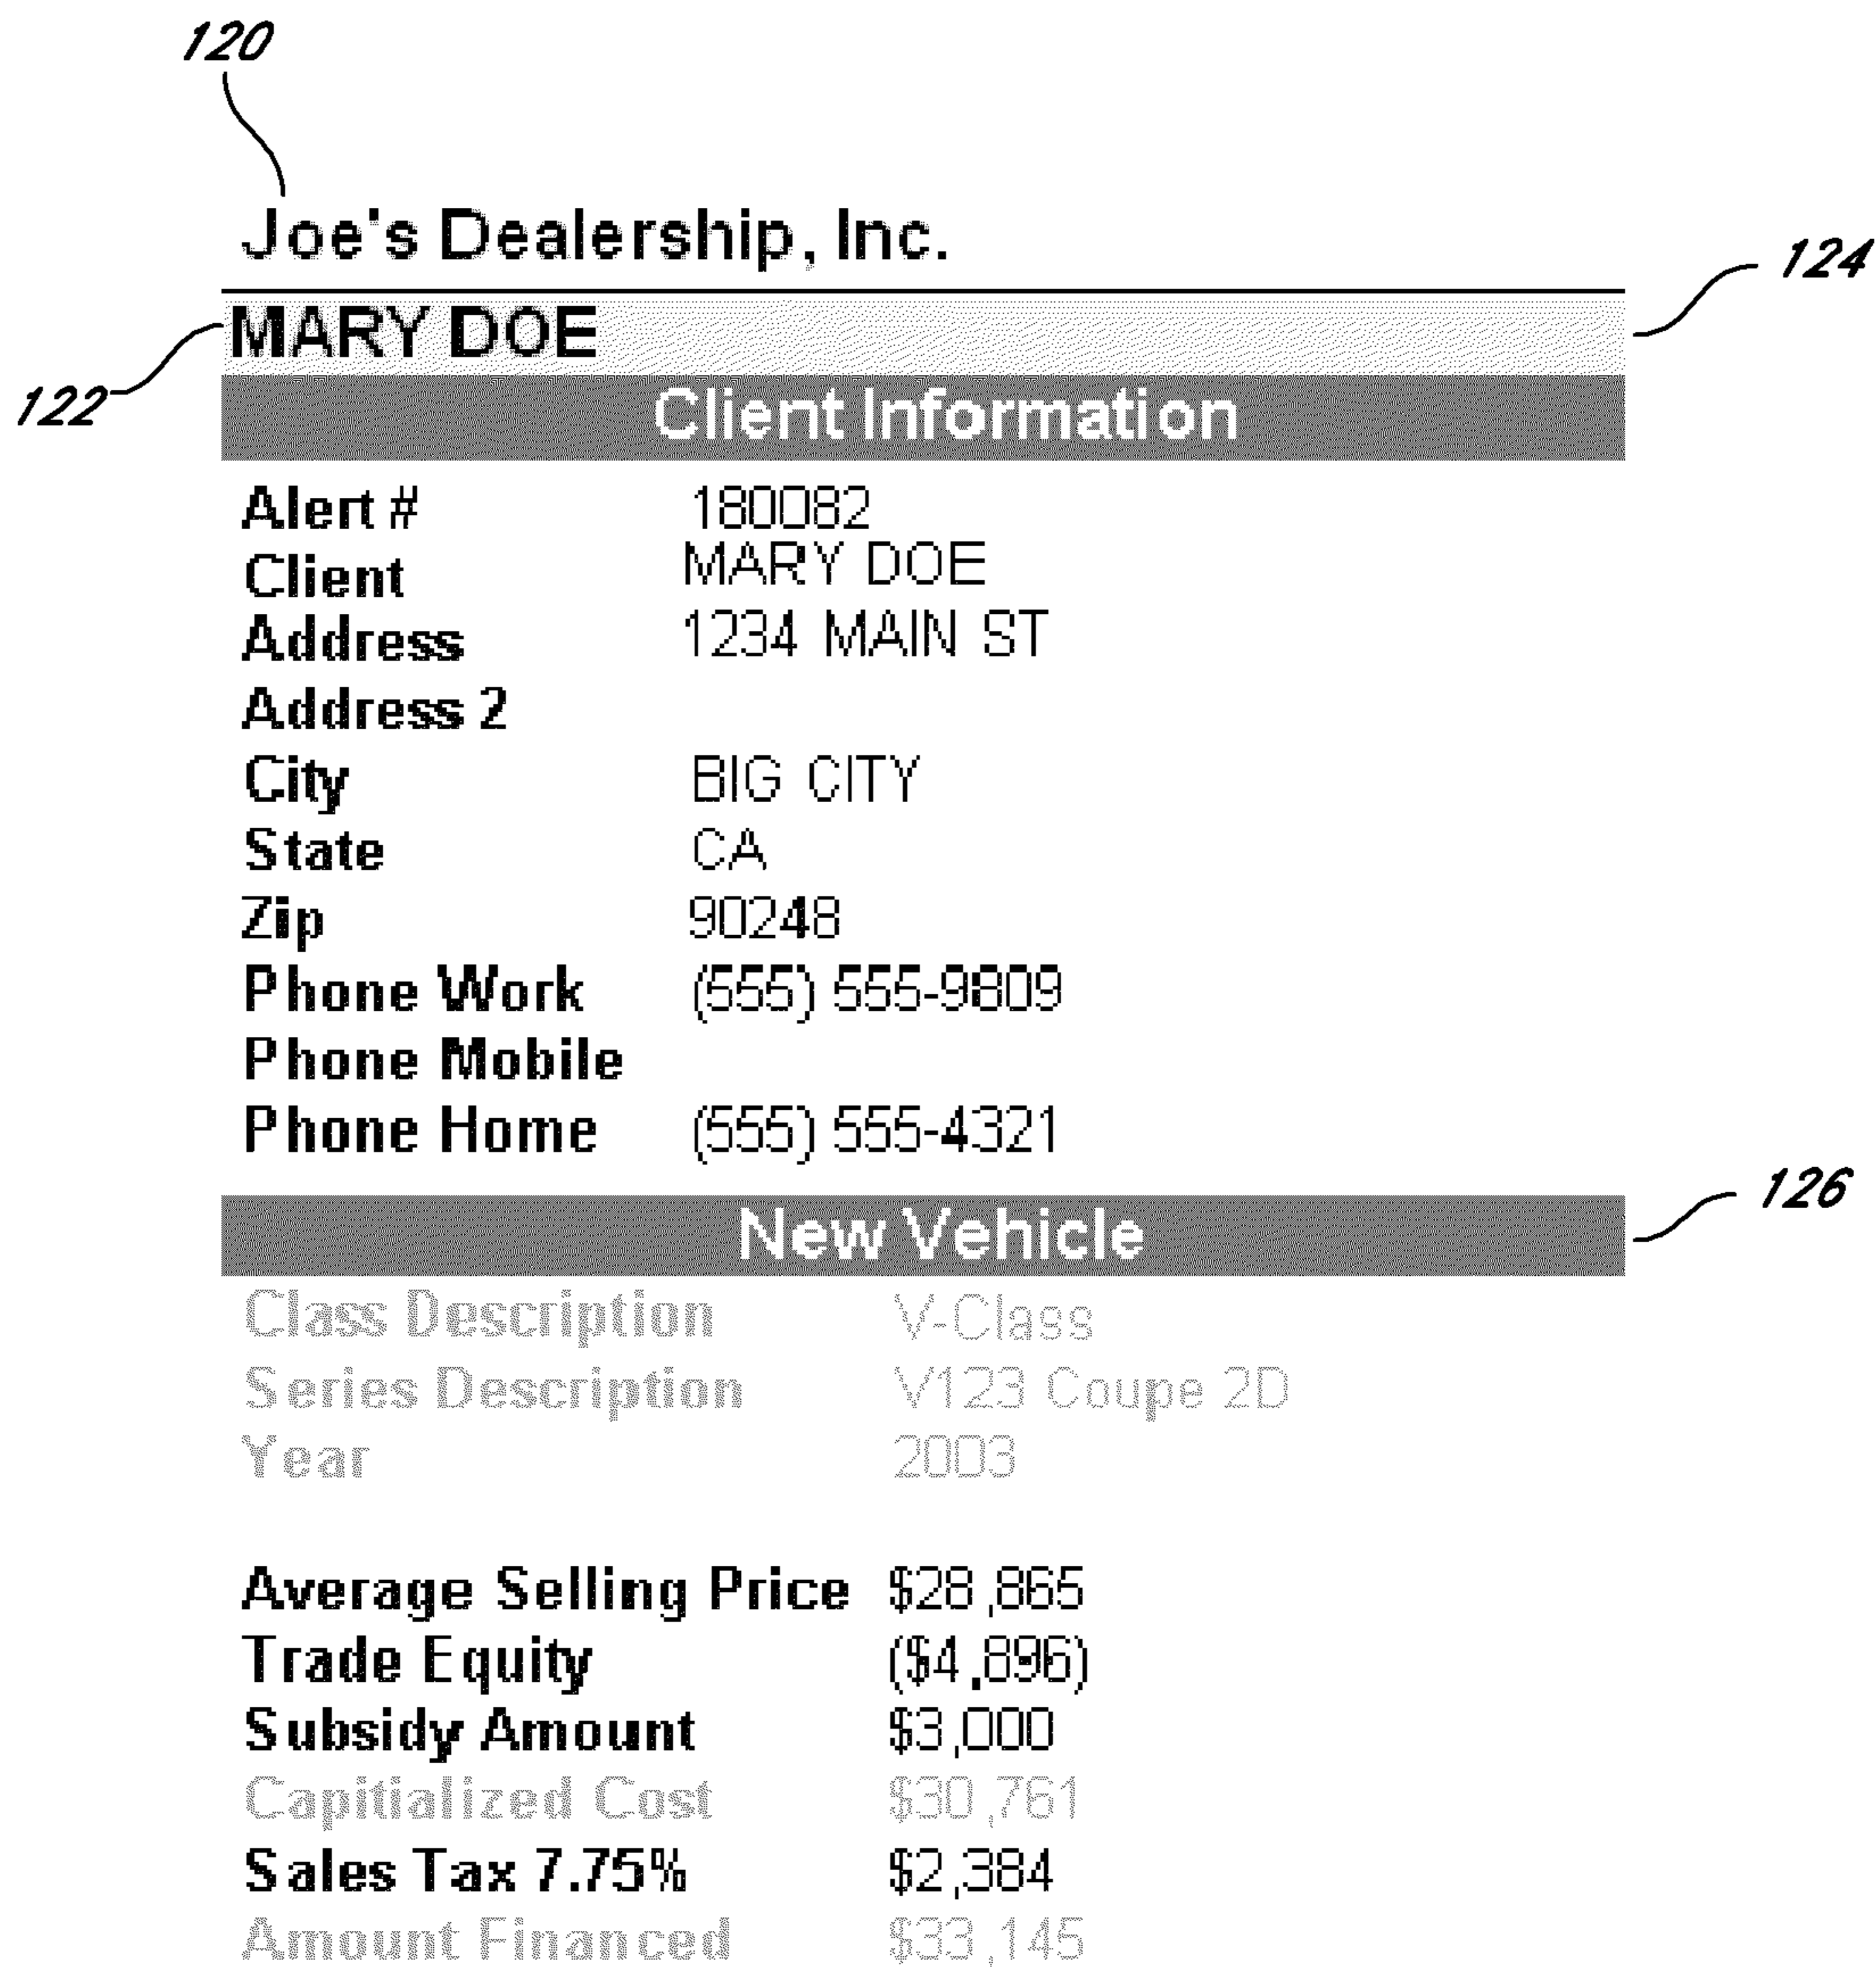 120
Joe's Dealership, Inc.
124
MARY DOE
122
Client Information
Alert # 180082
Client MARY DOE
Address 1234 MAIN ST
Address 2
City BIG CITY
State CA
Zip 90248
Phone Work (555) 555-9809
Phone Mobile
Phone Home (555) 555-4321
126
New Vehicle
Class Description V-Class
Series Description V123 Coupe 2D
Year 2003
Average Selling Price $28,865
Trade Equity ($4,896)
Subsidy Amount $3,000
Capitialized Cost $30,761
Sales Tax 7.75% $2,384
Amount Financed $33,145